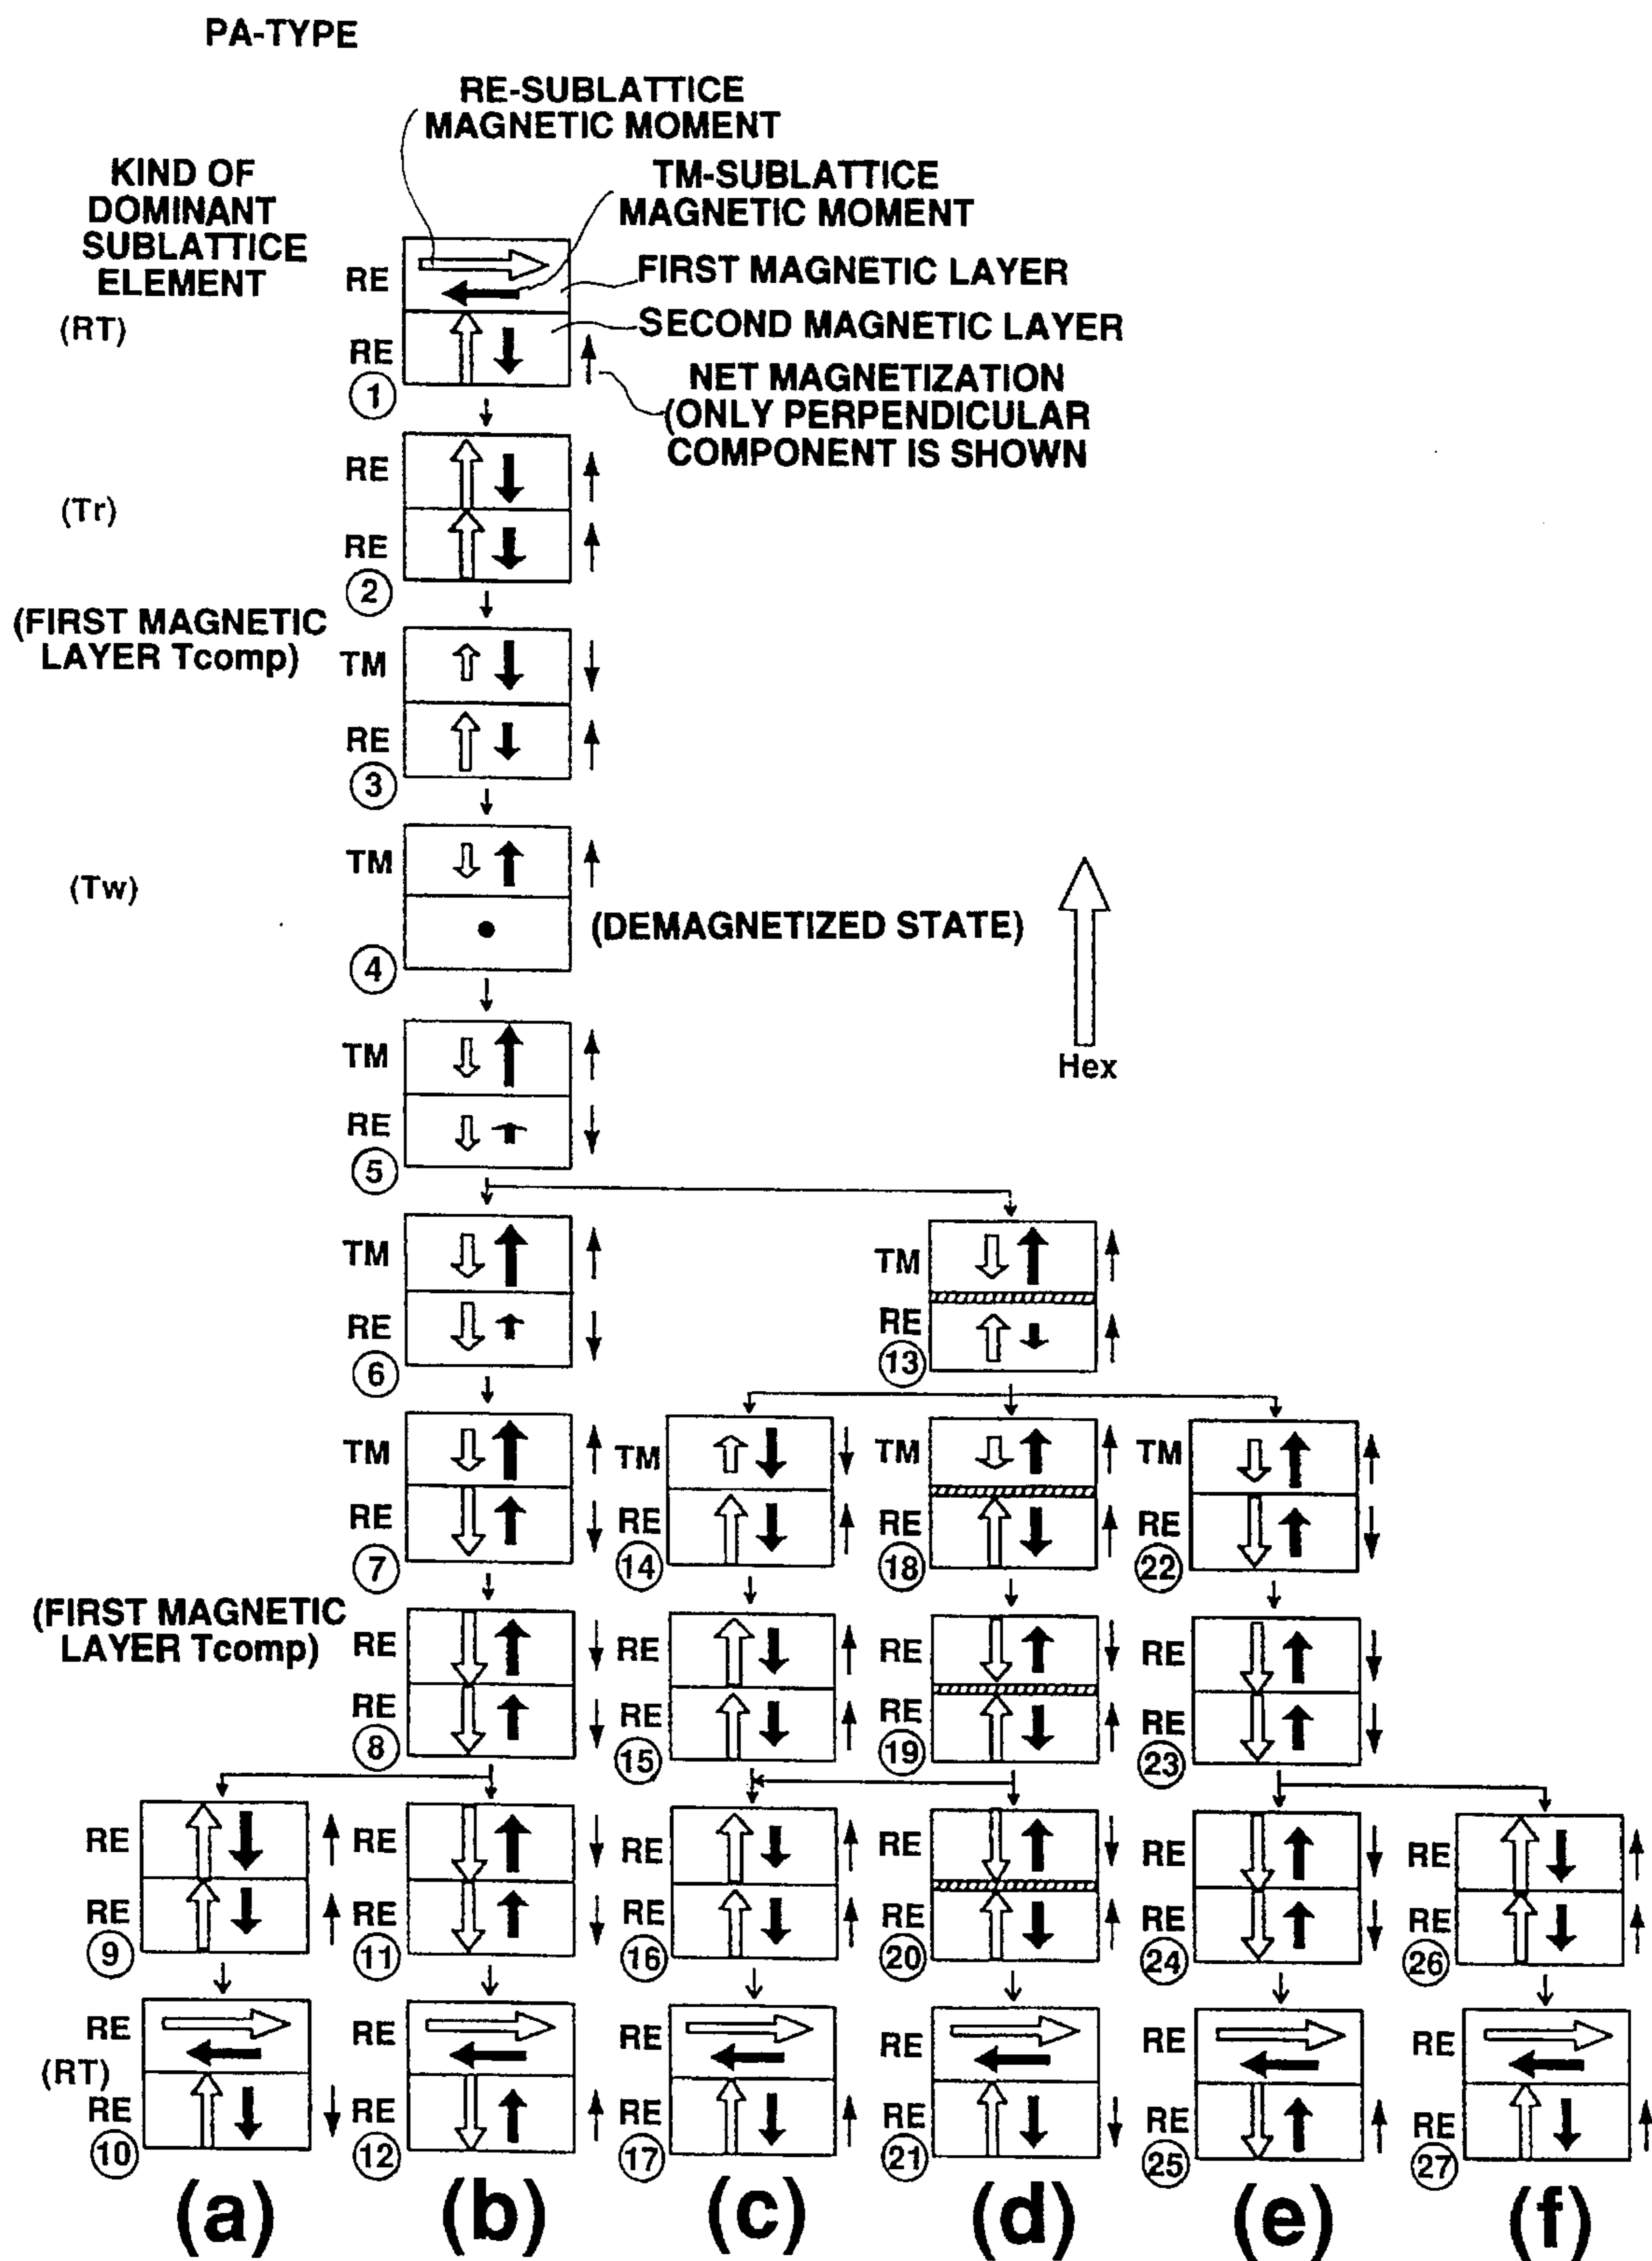 PA-TYPE
RE-SUBLATTICE
MAGNETIC MOMENT
KIND OF
DOMINANT
SUBLATTICE
ELEMENT
TM-SUBLATTICE
MAGNETIC MOMENT
RE
FIRST MAGNETIC LAYER
(RT)
SECOND MAGNETIC LAYER
RE
1
NET MAGNETIZATION
(ONLY PERPENDICULAR
COMPONENT IS SHOWN
RE
(Tr)
RE
2
(FIRST MAGNETIC
LAYER Tcomp)
TM
RE
3
TM
(Tw)
(DEMAGNETIZED STATE)
4
Hex
TM
RE
5
TM
RE
6
TM
RE
13
TM
RE
7
TM
RE
14
TM
RE
18
TM
RE
22
(FIRST MAGNETIC
LAYER Tcomp)
RE
RE
8
RE
RE
15
RE
RE
19
RE
RE
23
RE
RE
9
RE
RE
11
RE
RE
16
RE
RE
20
RE
RE
24
RE
RE
26
RE
(RT)
RE
10
RE
RE
12
RE
RE
17
RE
RE
21
RE
RE
25
RE
RE
27
(a) (b) (c) (d) (e) (f)